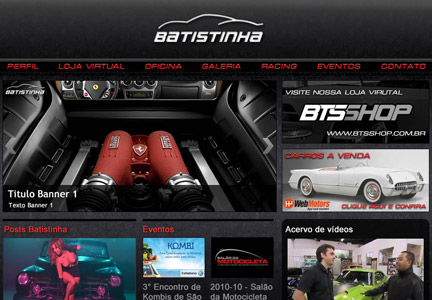 BATISTINHA
PERFIL LOJA VIRTUAL OFICINA GALERIA RACING EVENTOS CONTATO
BATISTINHA
VISITE NOSSA LOJA VIRUTAL
BTSSHOP
WWW.BTSSHOP.COM.BR
Titulo Banner 1
Texto Banner 1
CARROS A VENDA
WebMotors
CLIQUE AQUI E CONFIRA
Posts Batistinha
Eventos
Acervo de vídeos
KOMBI
SALÃO DA
MOTOCICLETA
3° Encontro de Kombis de São
2010-10 - Salão da Motocicleta